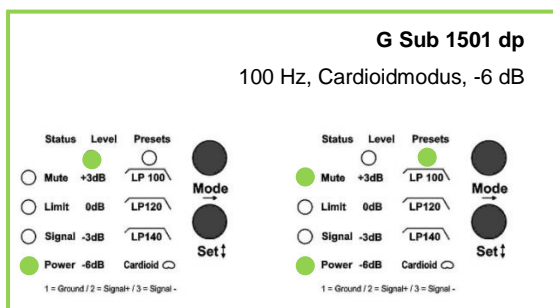 G Sub 1501 dp
100 Hz, Cardioidmodus, -6 dB
Status Level Presets
Mute +3dB LP 100
Mode
Limit 0dB LP120
Signal -3dB LP140
Set
Power -6dB Cardioid
1 = Ground / 2 = Signal+ / 3 = Signal -
Status Level Presets
Mute +3dB LP 100
Mode
Limit 0dB LP120
Signal -3dB LP140
Set
Power -6dB Cardioid
1 = Ground / 2 = Signal+ / 3 = Signal -